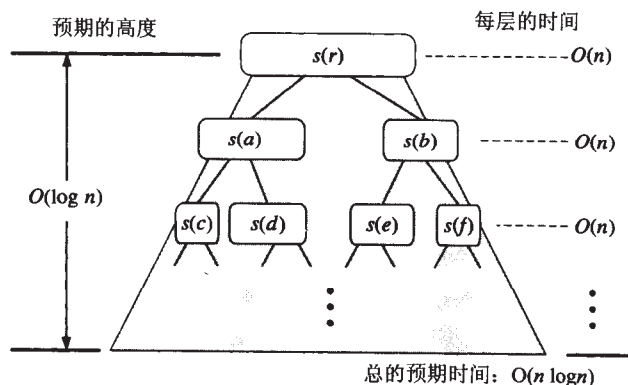 预期的高度 每层的时间
s(r) O(n)
s(a) s(b) O(n)
O(log n)
s(c) s(d) s(e) s(f) O(n)
总的预期时间：O(n logn)